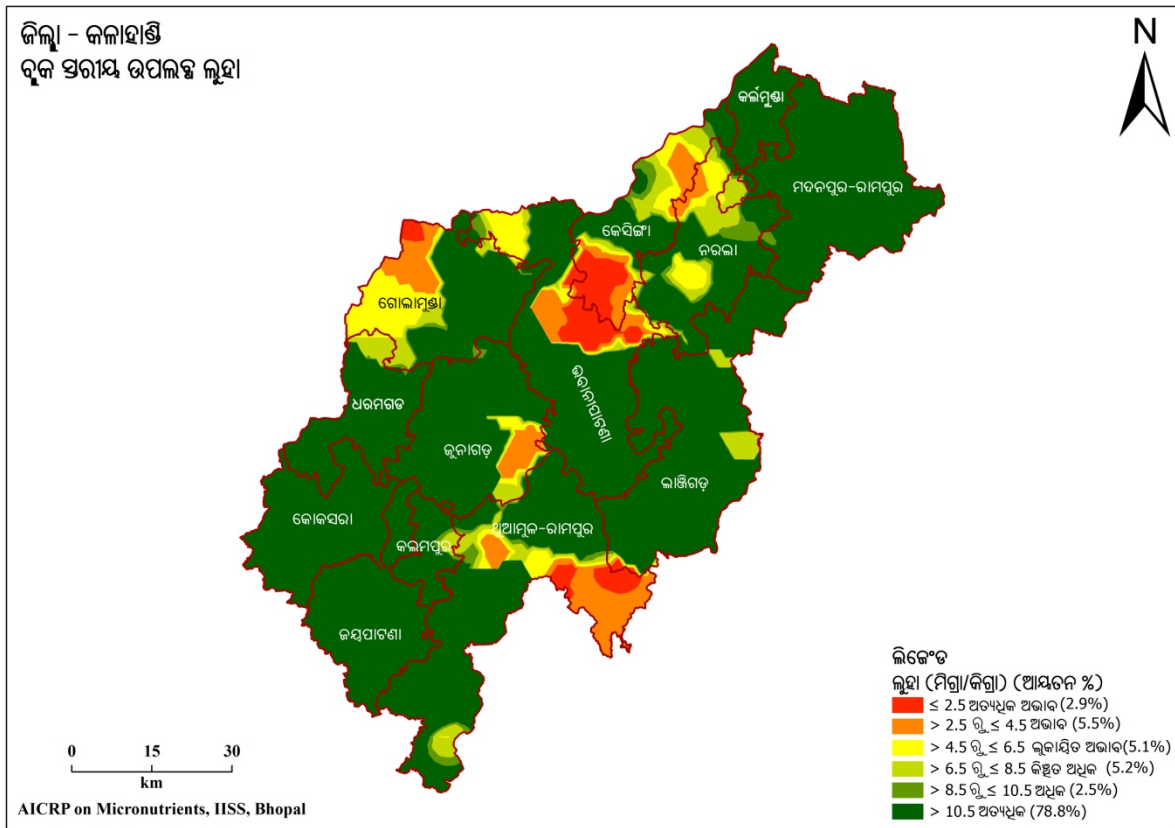 ଜିଲ୍ଲା - କଳାହାଣ୍ଡି
ବ୍ଲକ ସ୍ତରୀୟ ଉପଲବ୍ଧ ଲୁହା
N
କର୍ଲମୁଣ୍ଡା
ମଦନପୁର-ରାମପୁର
କେସିଙ୍ଗା
ନରଲା
ଗୋଲାମୁଣ୍ଡା
ଭବାନୀପାଟଣା
ଧରମଗଡ
ଜୁନାଗଡ଼
ଲାଞ୍ଜିଗଡ଼
କୋକସରା
ଥୁଆମୂଳ-ରାମପୁର
କଲମପୁର
ଜୟପାଟଣା
ଲିଜେଂଡ
ଲୁହା (ମିଗ୍ରା/କିଗ୍ରା) (ଆୟତନ %)
≤ 2.5 ଅତ୍ୟଧିକ ଅଭାବ (2.9%)
> 2.5 ରୁ ≤ 4.5 ଅଭାବ (5.5%)
> 4.5 ରୁ ≤ 6.5 ଲୁକାୟିତ ଅଭାବ(5.1%)
> 6.5 ରୁ ≤ 8.5 କିଞ୍ଚିତ ଅଧିକ (5.2%)
> 8.5 ରୁ ≤ 10.5 ଅଧିକ (2.5%)
> 10.5 ଅତ୍ୟଧିକ (78.8%)
0 15 30
km
AICRP on Micronutrients, IISS, Bhopal